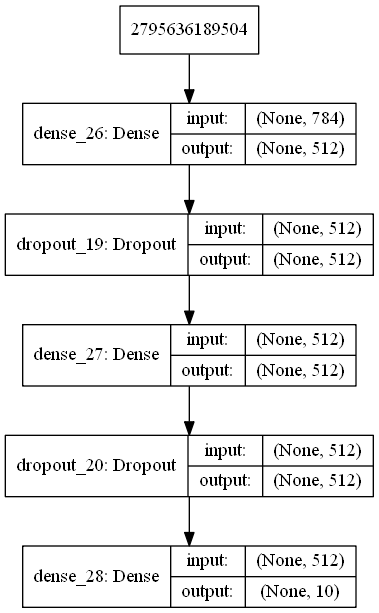 2795636189504
dense_26: Dense
input: (None, 784)
output: (None, 512)
dropout_19: Dropout
input: (None, 512)
output: (None, 512)
dense_27: Dense
input: (None, 512)
output: (None, 512)
dropout_20: Dropout
input: (None, 512)
output: (None, 512)
dense_28: Dense
input: (None, 512)
output: (None, 10)